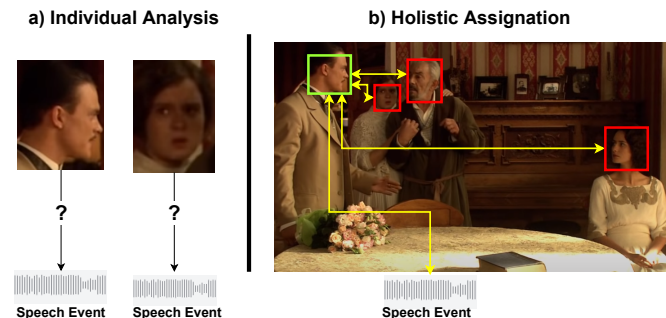 a) Individual Analysis
b) Holistic Assignation
?
?
Speech Event
Speech Event
Speech Event